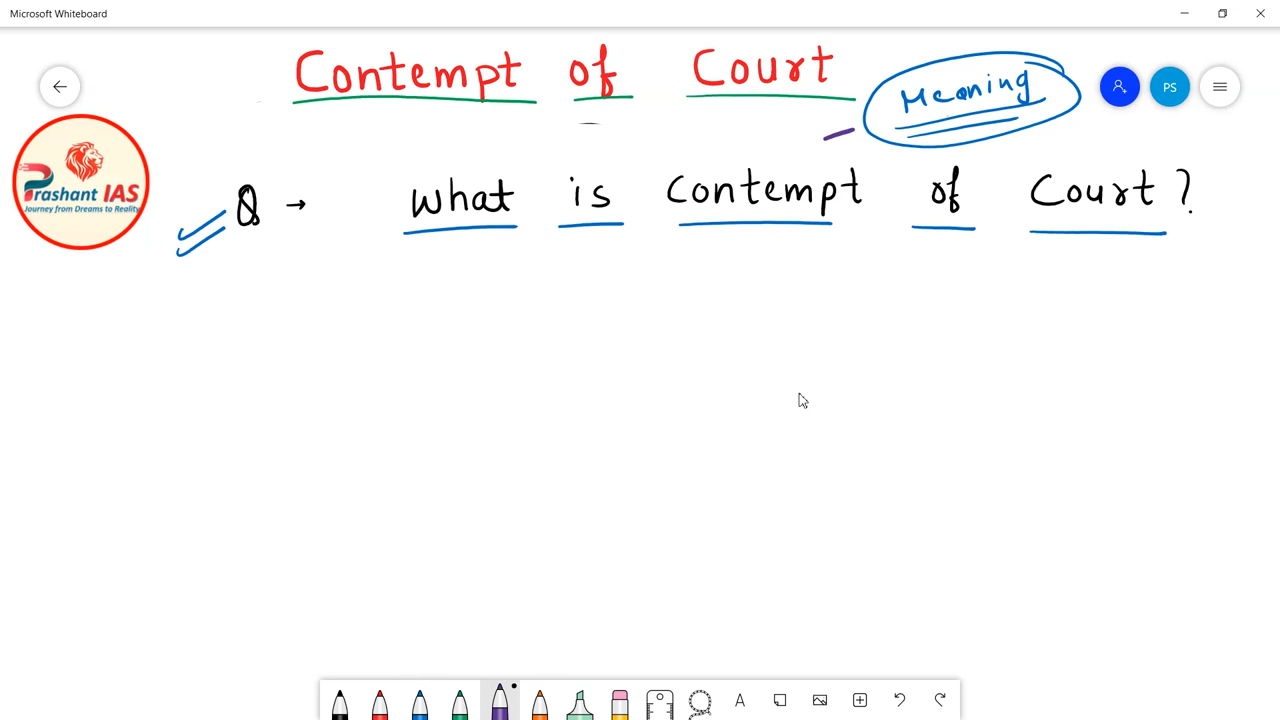 Microsoft Whiteboard
Contempt of Court
Meaning
PS
Prashant IAS
Journey from Dreams to Reality
Q → What is Contempt of Court?
A